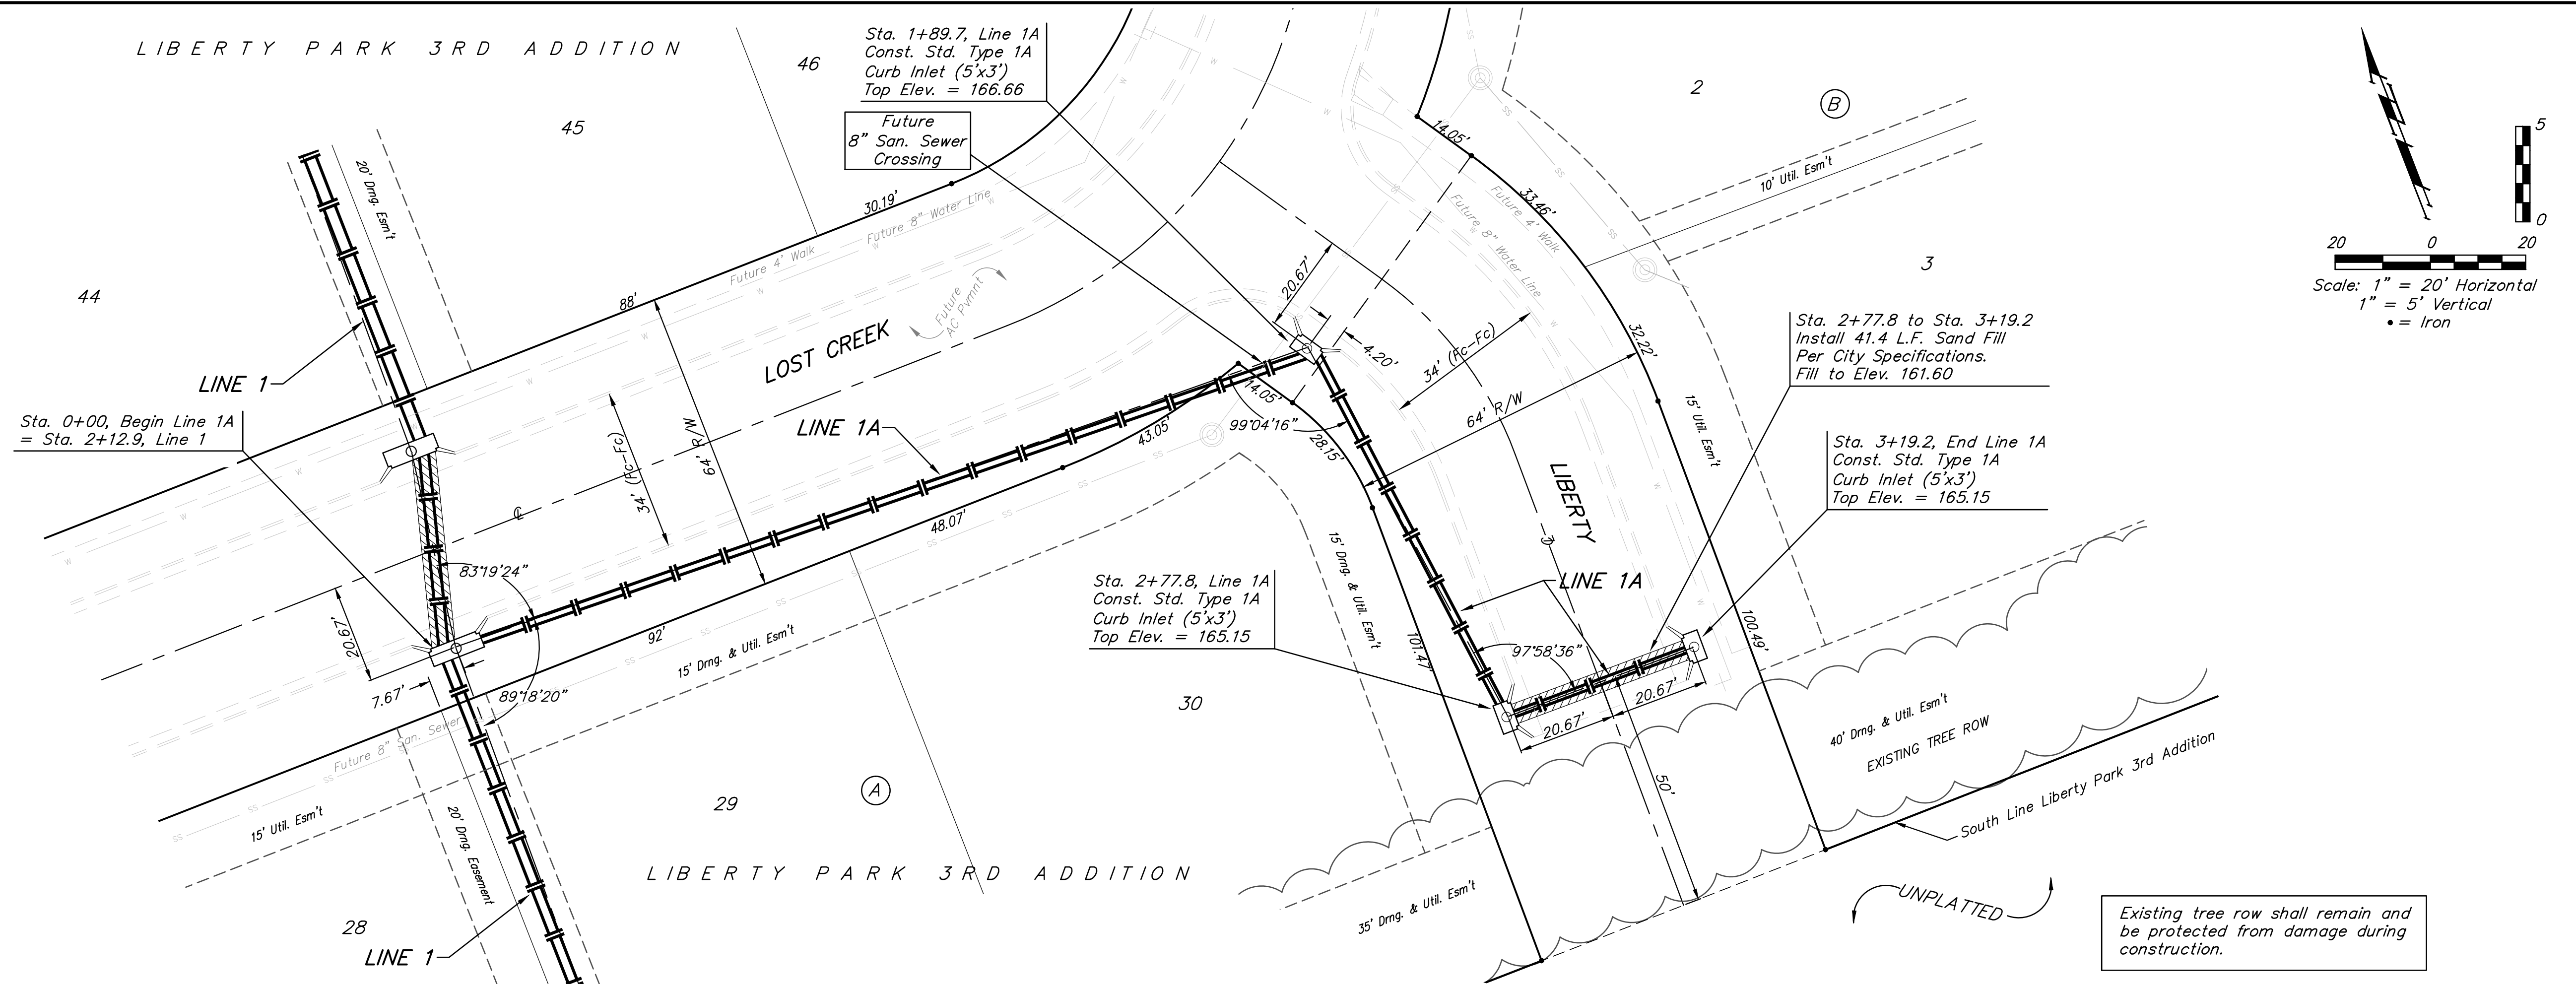 LIBERTY PARK 3RD ADDITION
46
45
44
Sta. 1+89.7, Line 1A
Const. Std. Type 1A
Curb Inlet (5'x3')
Top Elev. = 166.66
Future
8" San. Sewer
Crossing
20' Drng. Esm't
LINE 1
Sta. 0+00, Begin Line 1A
= Sta. 2+12.9, Line 1
30.19'
Future 8" Water Line
Future 4' Walk
88'
Future
AC Pvmnt
LOST CREEK
64' R/W
34' (Fc-Fc)
LINE 1A
83°19'24"
89°18'20"
20.67'
7.67'
92'
48.07'
43.05'
14.05'
99°04'16"
28.15'
15' Drng. & Util. Esm't
Future 8" San. Sewer
15' Util. Esm't
20' Drng. Easement
28
29
A
30
LINE 1
LIBERTY PARK 3RD ADDITION
14.05'
33.46'
32.22'
Future 4' Walk
Future 8" Water Line
20.67'
4.20'
34' (Fc-Fc)
64' R/W
LIBERTY
LINE 1A
15' Drng. & Util. Esm't
101.47'
97°58'36"
20.67'
20.67'
50'
100.49'
15' Util. Esm't
2
B
3
10' Util. Esm't
Sta. 2+77.8, Line 1A
Const. Std. Type 1A
Curb Inlet (5'x3')
Top Elev. = 165.15
Sta. 2+77.8 to Sta. 3+19.2
Install 41.4 L.F. Sand Fill
Per City Specifications.
Fill to Elev. 161.60
Sta. 3+19.2, End Line 1A
Const. Std. Type 1A
Curb Inlet (5'x3')
Top Elev. = 165.15
5
0
20 0 20
Scale: 1" = 20' Horizontal
1" = 5' Vertical
• = Iron
40' Drng. & Util. Esm't
EXISTING TREE ROW
South Line Liberty Park 3rd Addition
35' Drng. & Util. Esm't
UNPLATTED
Existing tree row shall remain and
be protected from damage during
construction.